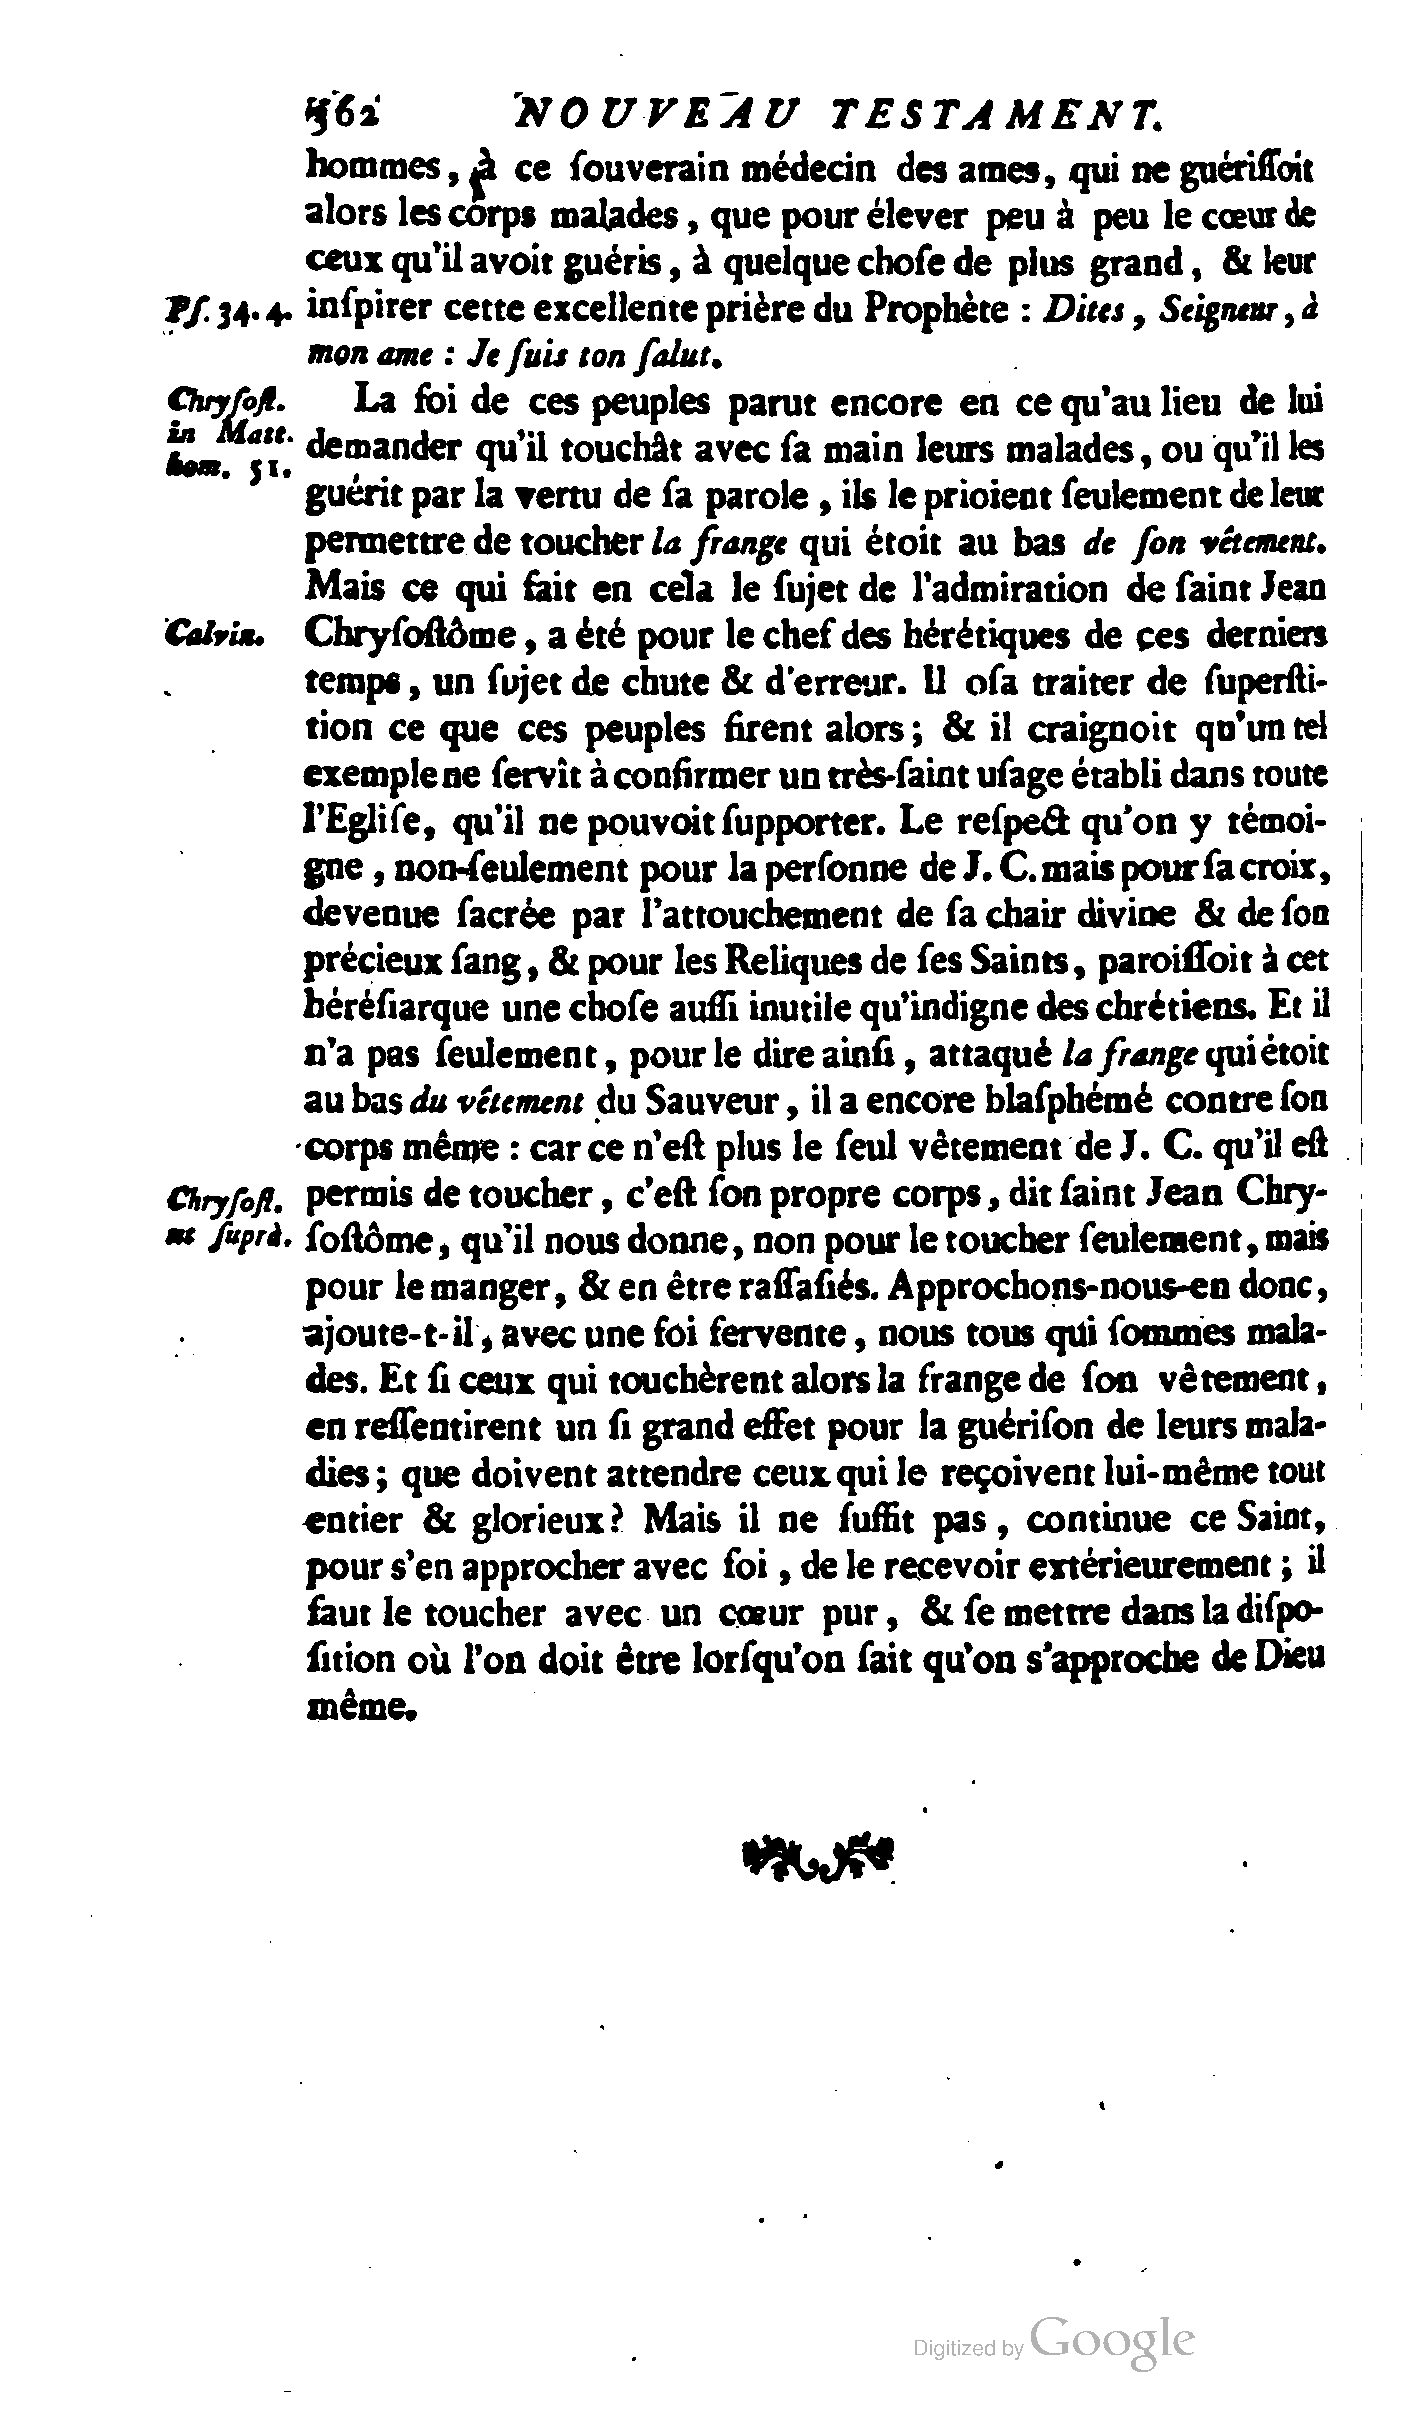 562 NOUVEAU TESTAMENT.
hommes, à ce ſouverain médecin des ames, qui ne guériſſoit
alors les corps malades, que pour élever peu à peu le cœur de
ceux qu'il avoit guéris, à quelque choſe de plus grand, & leur
Pſ. 34. 4. inſpirer cette excellente prière du Prophète : Dites, Seigneur, à
mon ame : Je ſuis ton ſalut.
Chryſoſt. La foi de ces peuples parut encore en ce qu'au lieu de lui
in Matt. demander qu'il touchât avec ſa main leurs malades, ou qu'il les
hom. 51. guérit par la vertu de ſa parole, ils le prioient ſeulement de leur
permettre de toucher la frange qui étoit au bas de ſon vêtement.
Mais ce qui fait en cela le ſujet de l'admiration de ſaint Jean
Calvin. Chryſoſtôme, a été pour le chef des hérétiques de ces derniers
temps, un ſujet de chute & d'erreur. Il oſa traiter de ſuperſti-
tion ce que ces peuples firent alors; & il craignoit qu'un tel
exemple ne ſervît à confirmer un très-ſaint uſage établi dans toute
l'Egliſe, qu'il ne pouvoit ſupporter. Le reſpect qu'on y témoi-
gne, non-ſeulement pour la perſonne de J. C. mais pour ſa croix,
devenue ſacrée par l'attouchement de ſa chair divine & de ſon
précieux ſang, & pour les Reliques de ſes Saints, paroiſſoit à cet
héréſiarque une choſe auſſi inutile qu'indigne des chrétiens. Et il
n'a pas ſeulement, pour le dire ainſi, attaqué la frange qui étoit
au bas du vêtement du Sauveur, il a encore blaſphémé contre ſon
corps même : car ce n'eſt plus le ſeul vêtement de J. C. qu'il eſt
Chryſoſt. permis de toucher, c'eſt ſon propre corps, dit ſaint Jean Chry-
ut ſuprà. ſoſtôme, qu'il nous donne, non pour le toucher ſeulement, mais
pour le manger, & en être raſſaſiés. Approchons-nous-en donc,
ajoute-t-il, avec une foi fervente, nous tous qui ſommes mala-
des. Et ſi ceux qui touchèrent alors la frange de ſon vêtement,
en reſſentirent un ſi grand effet pour la guériſon de leurs mala-
dies; que doivent attendre ceux qui le reçoivent lui-même tout
entier & glorieux? Mais il ne ſuffit pas, continue ce Saint,
pour s'en approcher avec foi, de le recevoir extérieurement; il
faut le toucher avec un cœur pur, & ſe mettre dans la diſpo-
ſition où l'on doit être lorſqu'on ſait qu'on s'approche de Dieu
même.
Digitized by Google